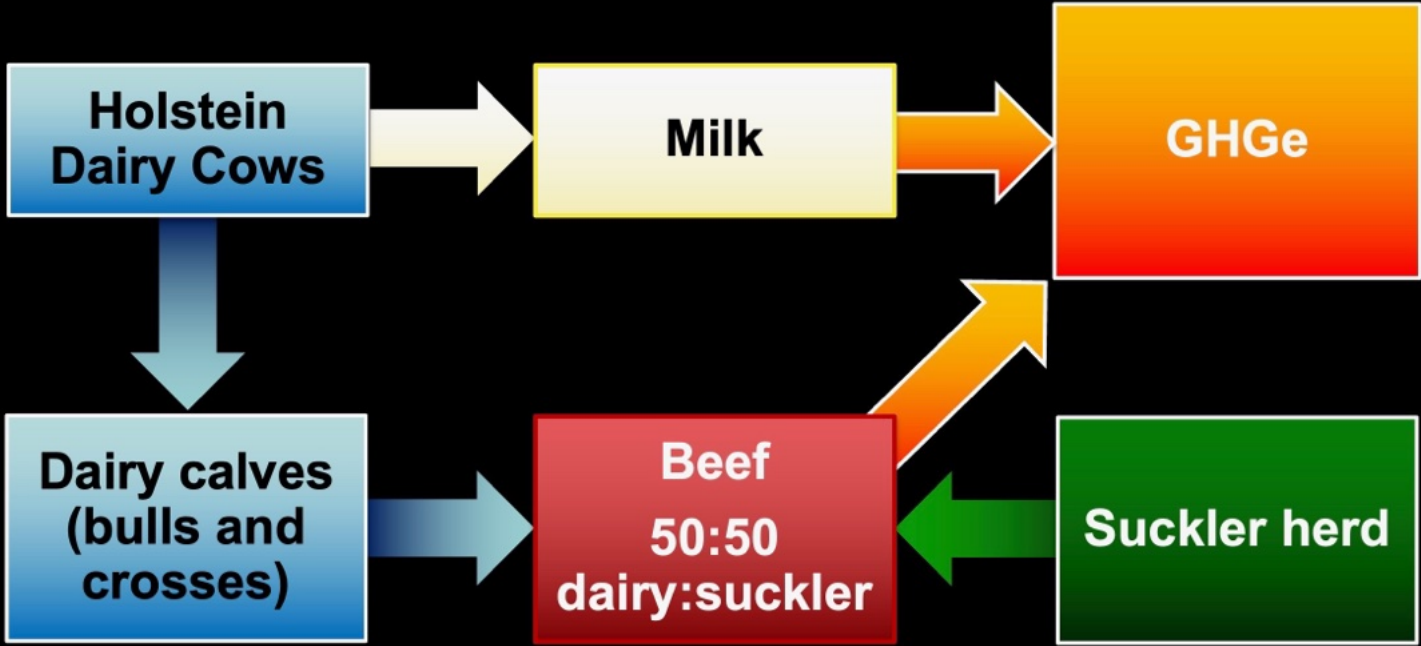 Holstein
Dairy Cows
Milk
GHGe
Dairy calves
(bulls and
crosses)
Beef
50:50
dairy:suckler
Suckler herd